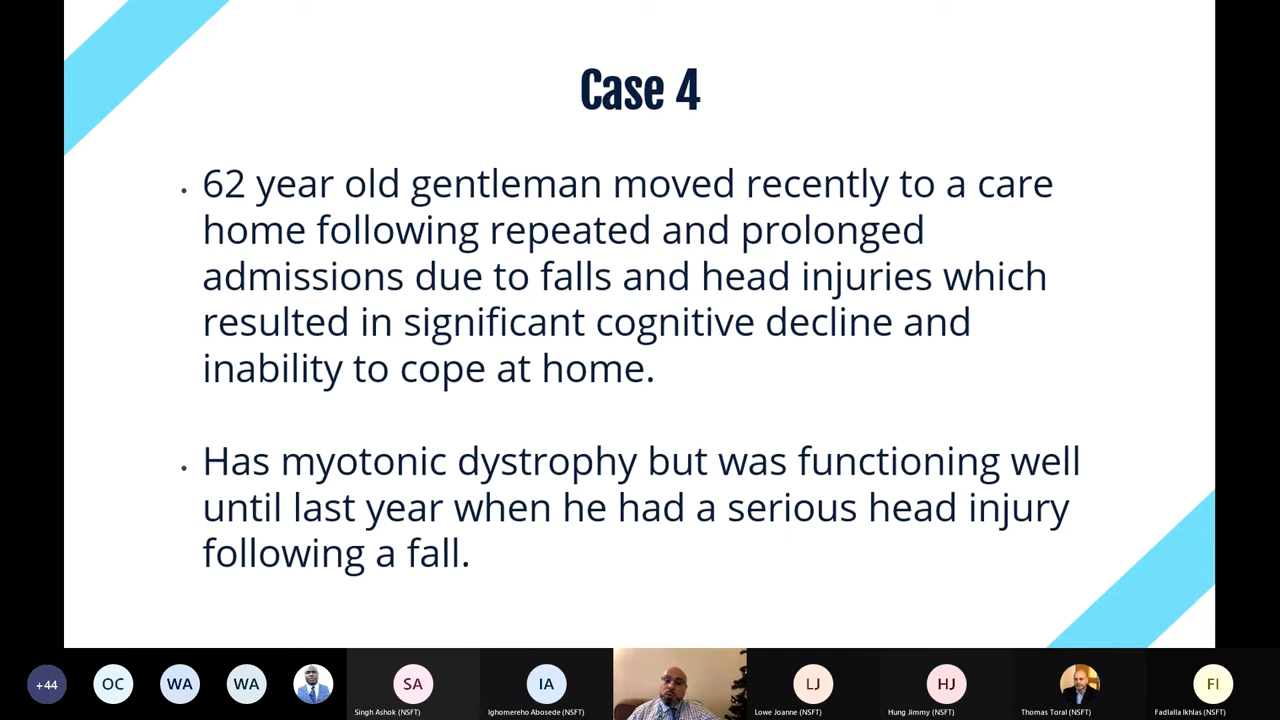 Case 4
• 62 year old gentleman moved recently to a care
home following repeated and prolonged
admissions due to falls and head injuries which
resulted in significant cognitive decline and
inability to cope at home.
• Has myotonic dystrophy but was functioning well
until last year when he had a serious head injury
following a fall.
+44
OC
WA
WA
SA
IA
LJ
HJ
FI
Singh Ashok (NSFT)
Ighomereho Abosede (NSFT)
Lowe Joanne (NSFT)
Hung Jimmy (NSFT)
Thomas Toral (NSFT)
Fadlalla Ikhlas (NSFT)